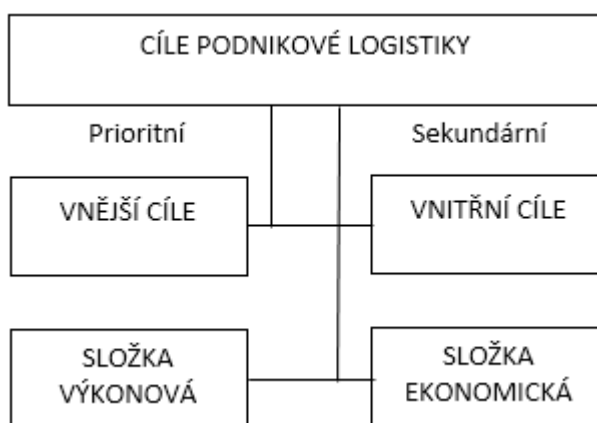 CÍLE PODNIKOVÉ LOGISTIKY
Prioritní
Sekundární
VNĚJŠÍ CÍLE
VNITŘNÍ CÍLE
SLOŽKA
VÝKONOVÁ
SLOŽKA
EKONOMICKÁ